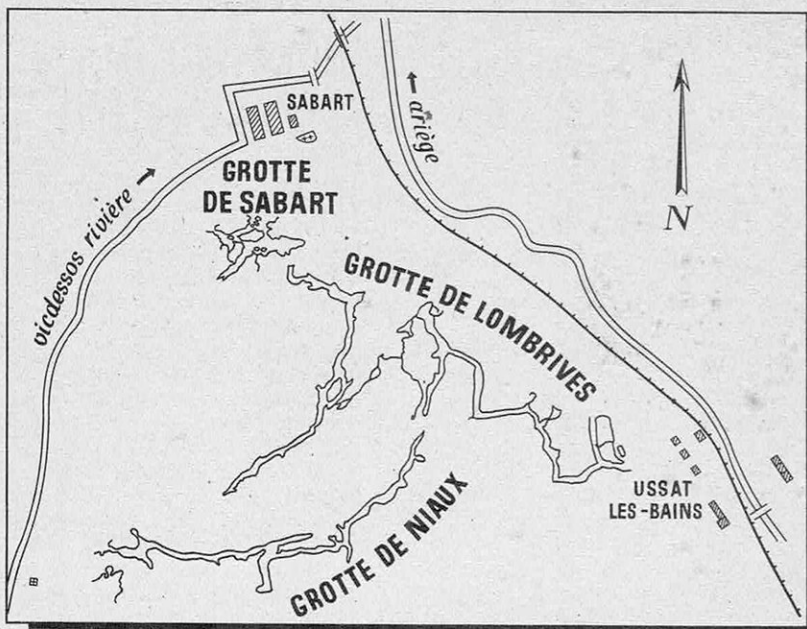 SABART
ariège
N
GROTTE
DE SABART
vicdessos rivière
GROTTE DE LOMBRIVES
USSAT
LES-BAINS
GROTTE DE NIAUX